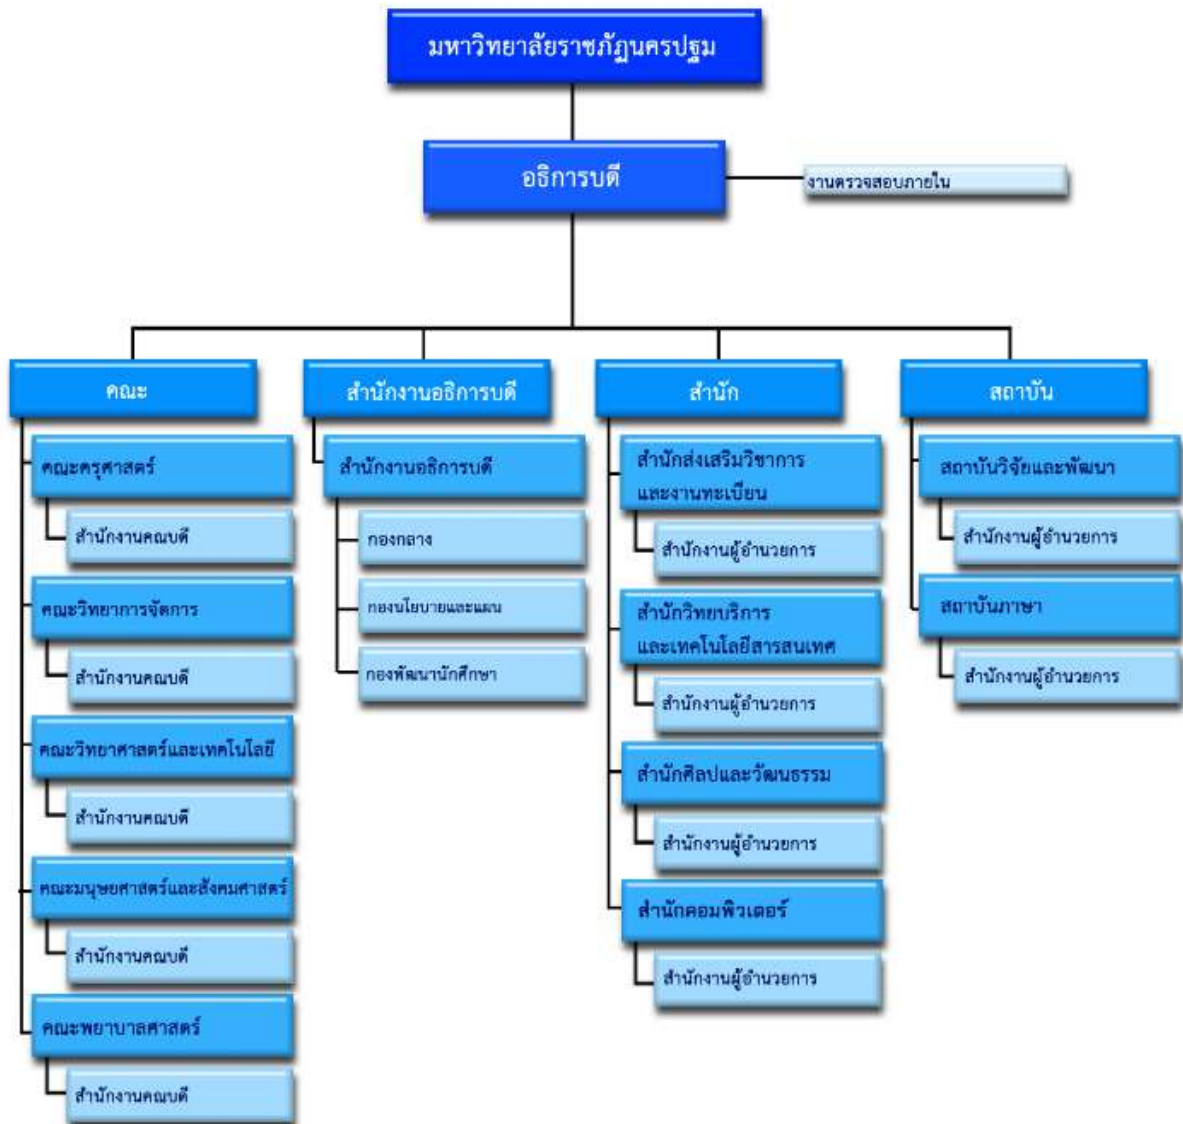 มหาวิทยาลัยราชภัฏนครปฐม
อธิการบดี
งานตรวจสอบภายใน
คณะ
คณะครุศาสตร์
สำนักงานคณบดี
คณะวิทยาการจัดการ
สำนักงานคณบดี
คณะวิทยาศาสตร์และเทคโนโลยี
สำนักงานคณบดี
คณะมนุษยศาสตร์และสังคมศาสตร์
สำนักงานคณบดี
คณะพยาบาลศาสตร์
สำนักงานคณบดี
สำนักงานอธิการบดี
สำนักงานอธิการบดี
กองกลาง
กองนโยบายและแผน
กองพัฒนานักศึกษา
สำนัก
สำนักส่งเสริมวิชาการ
และงานทะเบียน
สำนักงานผู้อำนวยการ
สำนักวิทยบริการ
และเทคโนโลยีสารสนเทศ
สำนักงานผู้อำนวยการ
สำนักศิลปและวัฒนธรรม
สำนักงานผู้อำนวยการ
สำนักคอมพิวเตอร์
สำนักงานผู้อำนวยการ
สถาบัน
สถาบันวิจัยและพัฒนา
สำนักงานผู้อำนวยการ
สถาบันภาษา
สำนักงานผู้อำนวยการ